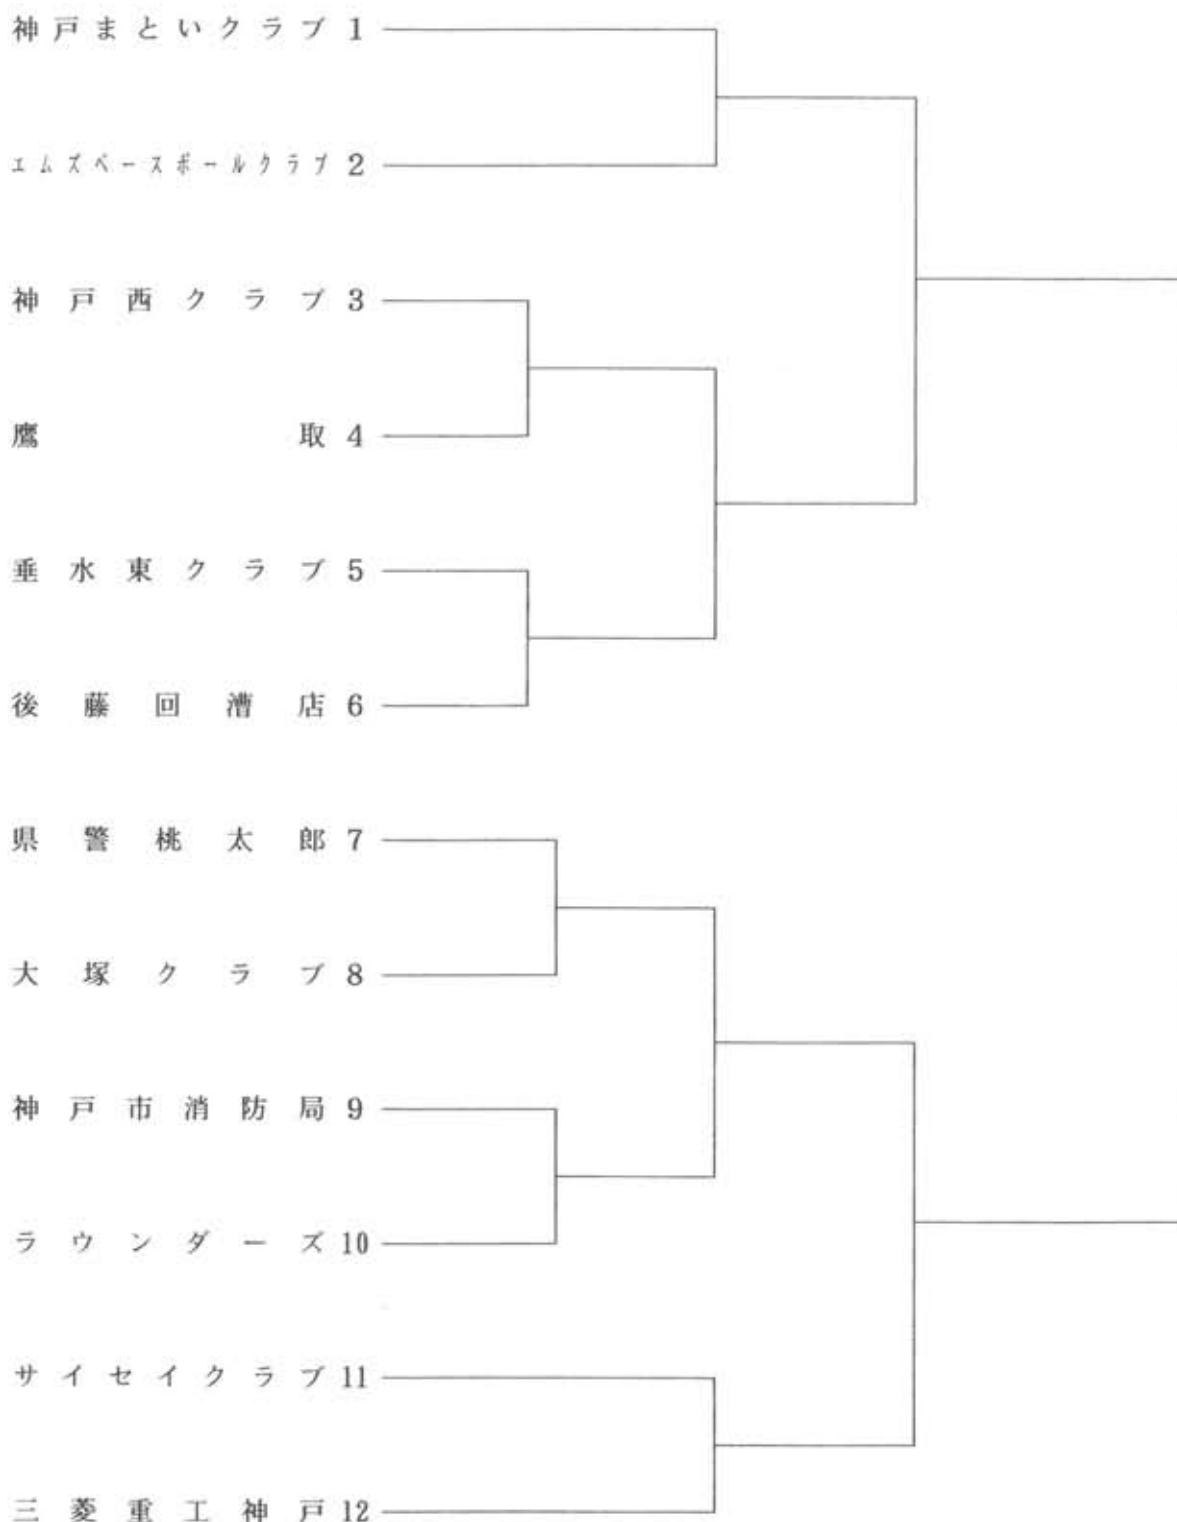 神戸まといクラブ 1
エムズベースボールクラブ 2
神戸西クラブ 3
鷹取 4
垂水東クラブ 5
後藤回漕店 6
県警桃太郎 7
大塚クラブ 8
神戸市消防局 9
ラウンダーズ 10
サイセイクラブ 11
三菱重工神戸 12